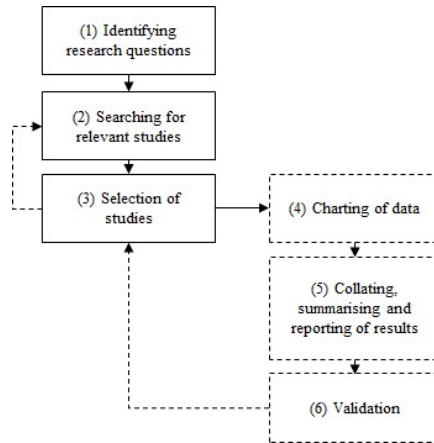 (1) Identifying
research questions
(2) Searching for
relevant studies
(3) Selection of
studies
(4) Charting of data
(5) Collating,
summarising and
reporting of results
(6) Validation